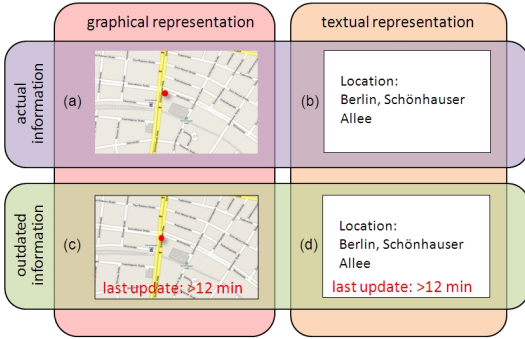 graphical representation
textual representation
actual
information
(a)
(b)
Location:
Berlin, Schönhauser
Allee
outdated
information
(c)
last update: >12 min
(d)
Location:
Berlin, Schönhauser
Allee
last update: >12 min